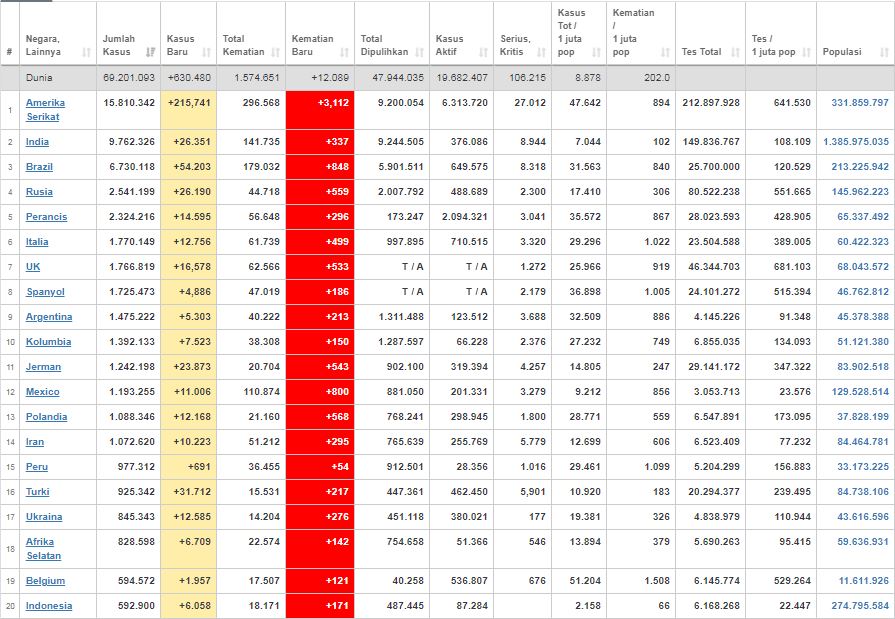 # Negara, Lainnya Jumlah Kasus Kasus Baru Total Kematian Kematian Baru Total Dipulihkan Kasus Aktif Serius, Kritis Kasus Tot / 1 juta pop Kematian / 1 juta pop Tes Total Tes / 1 juta pop Populasi
Dunia 69.201.093 +630.480 1.574.651 +12.089 47.944.035 19.682.407 106.215 8.878 202.0
1 Amerika Serikat 15.810.342 +215,741 296.568 +3,112 9.200.054 6.313.720 27.012 47.642 894 212.897.928 641.530 331.859.797
2 India 9.762.326 +26.351 141.735 +337 9.244.505 376.086 8.944 7.044 102 149.836.767 108.109 1.385.975.035
3 Brazil 6.730.118 +54.203 179.032 +848 5.901.511 649.575 8.318 31.563 840 25.700.000 120.529 213.225.942
4 Rusia 2.541.199 +26.190 44.718 +559 2.007.792 488.689 2.300 17.410 306 80.522.238 551.665 145.962.223
5 Perancis 2.324.216 +14.595 56.648 +296 173.247 2.094.321 3.041 35.572 867 28.023.593 428.905 65.337.492
6 Italia 1.770.149 +12.756 61.739 +499 997.895 710.515 3.320 29.296 1.022 23.504.588 389.005 60.422.323
7 UK 1.766.819 +16,578 62.566 +533 T / A T / A 1.272 25.966 919 46.344.703 681.103 68.043.572
8 Spanyol 1.725.473 +4,886 47.019 +186 T / A T / A 2.179 36.898 1.005 24.101.272 515.394 46.762.812
9 Argentina 1.475.222 +5.303 40.222 +213 1.311.488 123.512 3.688 32.509 886 4.145.226 91.348 45.378.388
10 Kolumbia 1.392.133 +7.523 38.308 +150 1.287.597 66.228 2.376 27.232 749 6.855.035 134.093 51.121.380
11 Jerman 1.242.198 +23.873 20.704 +543 902.100 319.394 4.257 14.805 247 29.141.172 347.322 83.902.518
12 Mexico 1.193.255 +11.006 110.874 +800 881.050 201.331 3.279 9.212 856 3.053.713 23.576 129.528.514
13 Polandia 1.088.346 +12.168 21.160 +568 768.241 298.945 1.800 28.771 559 6.547.891 173.095 37.828.199
14 Iran 1.072.620 +10.223 51.212 +295 765.639 255.769 5.779 12.699 606 6.523.409 77.232 84.464.781
15 Peru 977.312 +691 36.455 +54 912.501 28.356 1.016 29.461 1.099 5.204.299 156.883 33.173.225
16 Turki 925.342 +31.712 15.531 +217 447.361 462.450 5,901 10.920 183 20.294.377 239.495 84.738.106
17 Ukraina 845.343 +12.585 14.204 +276 451.118 380.021 177 19.381 326 4.838.979 110.944 43.616.596
18 Afrika Selatan 828.598 +6.709 22.574 +142 754.658 51.366 546 13.894 379 5.690.263 95.415 59.636.931
19 Belgium 594.572 +1.957 17.507 +121 40.258 536.807 676 51.204 1.508 6.145.774 529.264 11.611.926
20 Indonesia 592.900 +6.058 18.171 +171 487.445 87.284 2.158 66 6.168.268 22.447 274.795.584